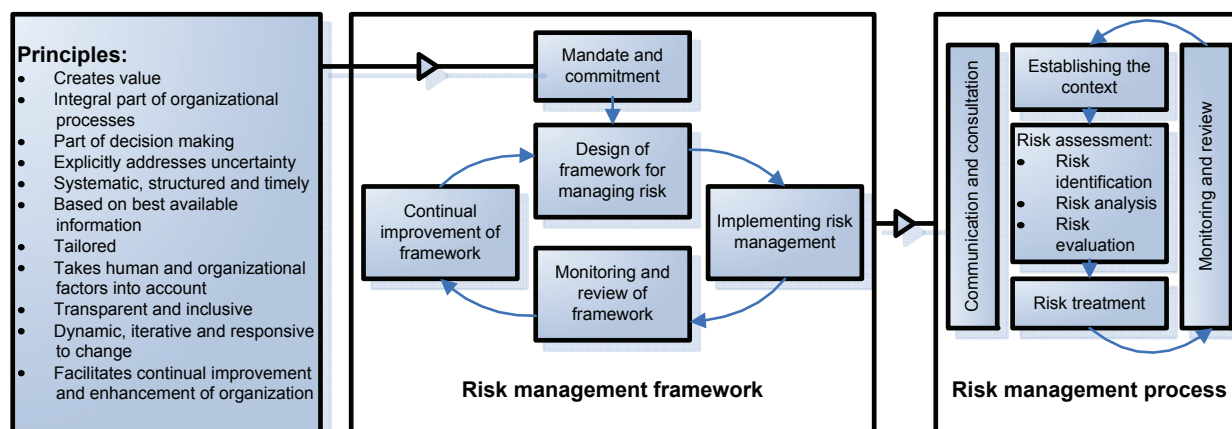 Principles:
• Creates value
• Integral part of organizational
processes
• Part of decision making
• Explicitly addresses uncertainty
• Systematic, structured and timely
• Based on best available
information
• Tailored
• Takes human and organizational
factors into account
• Transparent and inclusive
• Dynamic, iterative and responsive
to change
• Facilitates continual improvement
and enhancement of organization
Mandate and
commitment
Design of
framework for
managing risk
Implementing risk
management
Monitoring and
review of
framework
Continual
improvement of
framework
Risk management framework
Communication and consultation
Establishing the
context
Risk assessment:
• Risk
identification
• Risk analysis
• Risk
evaluation
Risk treatment
Monitoring and review
Risk management process